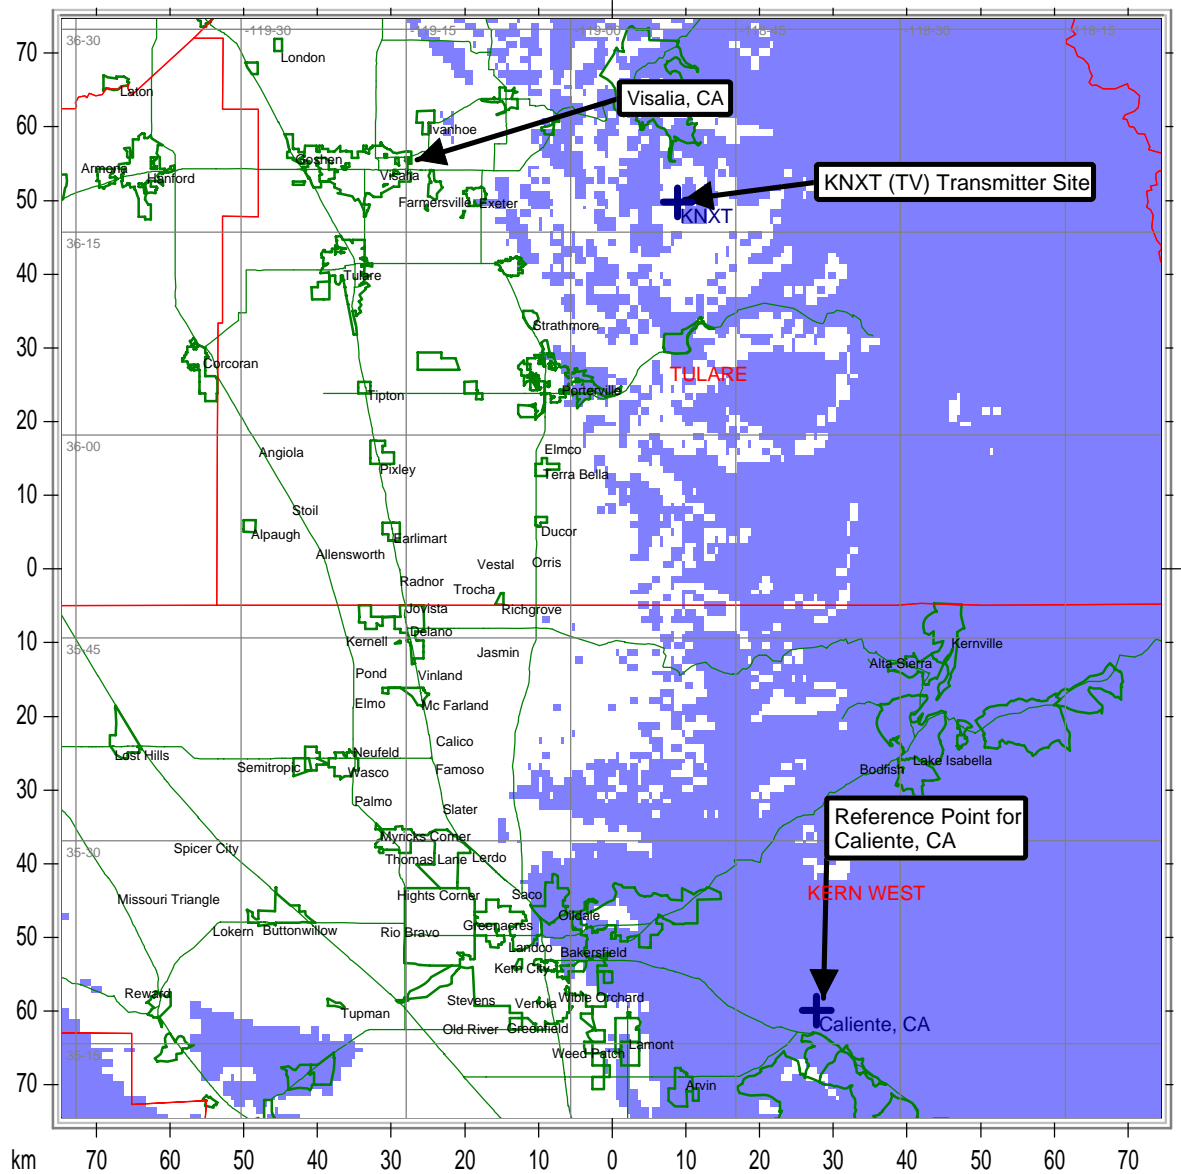 36-30
-119-30
-119-15
-119-00
-118-45
-118-30
-118-15
70
London
Laton
Visalia, CA
60
Ivanhoe
Goshen
Armona
Hanford
Visalia
KNXT (TV) Transmitter Site
50
Farmersville
Exeter
KNXT
36-15
40
Tulare
Strathmore
30
Corcoran
TULARE
Tipton
Porterville
20
36-00
Angiola
Elmco
Pixley
Terra Bella
10
Stoil
Alpaugh
Earlimart
Ducor
Allensworth
0
Vestal
Orris
Radnor
Trocha
Jovista
Richgrove
Delano
10
Kernell
Kernville
35-45
Jasmin
Alta Sierra
Pond
Vinland
Elmo
Mc Farland
20
Calico
Lost Hills
Neufeld
Semitropic
Wasco
Famoso
Lake Isabella
Bodfish
30
Palmo
Slater
Reference Point for
Caliente, CA
Myricks Corner
35-30
Spicer City
Thomas Lane
Lerdo
40
Missouri Triangle
Hights Corner
Saco
KERN WEST
Oildale
Lokern
Buttonwillow
Rio Bravo
Greenacres
50
Landco
Bakersfield
Kern City
Reward
Stevens
Venola
Wible Orchard
60
Tupman
Old River
Greenfield
Caliente, CA
35-15
Weed Patch
Lamont
70
Arvin
km
70
60
50
40
30
20
10
0
10
20
30
40
50
60
70